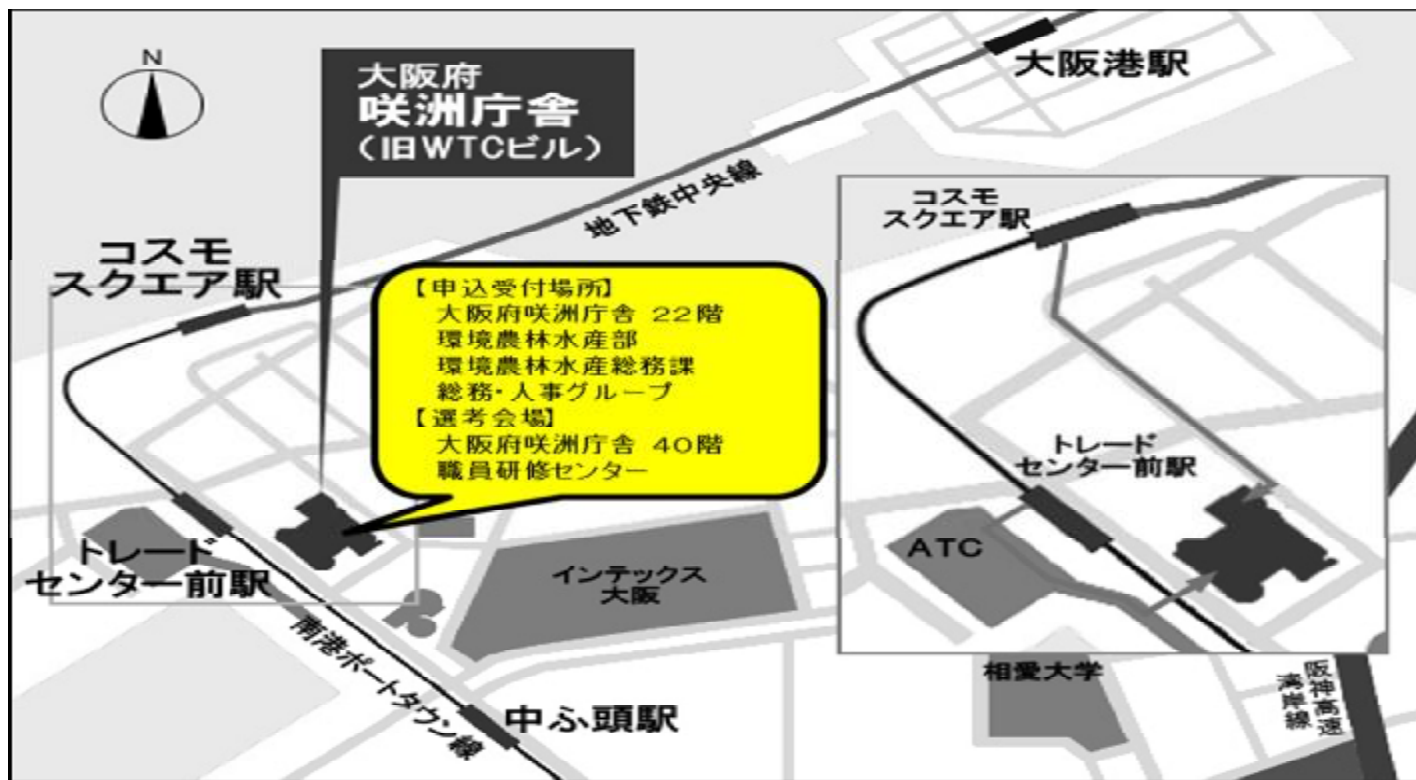 N
大阪府
咲洲庁舎
(旧WTCビル)
大阪港駅
地下鉄中央線
コスモ
スクエア駅
【申込受付場所】
大阪府咲洲庁舎 22階
環境農林水産部
環境農林水産総務課
総務・人事グループ
【選考会場】
大阪府咲洲庁舎 40階
職員研修センター
トレード
センター前駅
インテックス
大阪
南港ポートタウン線
中ふ頭駅
コスモ
スクエア駅
トレード
センター前駅
ATC
相愛大学
阪神高速
湾岸線